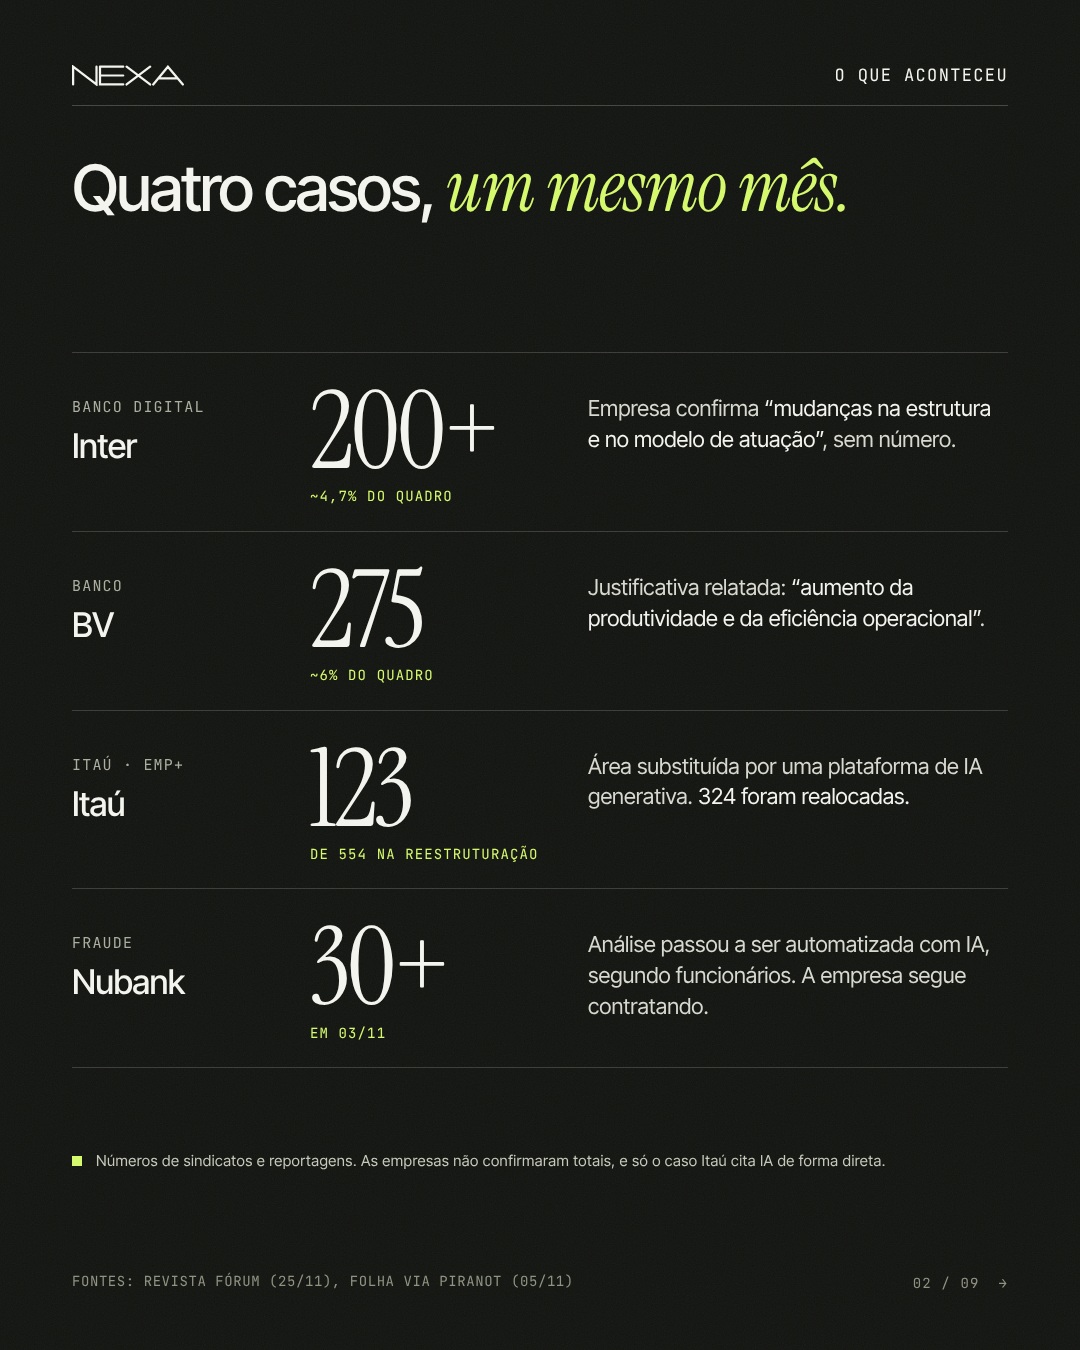 NEXA
O QUE ACONTECEU
Quatro casos, um mesmo mês.
BANCO DIGITAL
Inter
200+
~4,7% DO QUADRO
Empresa confirma “mudanças na estrutura
e no modelo de atuação”, sem número.
BANCO
BV
275
~6% DO QUADRO
Justificativa relatada: “aumento da
produtividade e da eficiência operacional”.
ITAÚ · EMP+
Itaú
123
DE 554 NA REESTRUTURAÇÃO
Área substituída por uma plataforma de IA
generativa. 324 foram realocadas.
FRAUDE
Nubank
30+
EM 03/11
Análise passou a ser automatizada com IA,
segundo funcionários. A empresa segue
contratando.
Números de sindicatos e reportagens. As empresas não confirmaram totais, e só o caso Itaú cita IA de forma direta.
FONTES: REVISTA FÓRUM (25/11), FOLHA VIA PIRANOT (05/11)
02 / 09 →